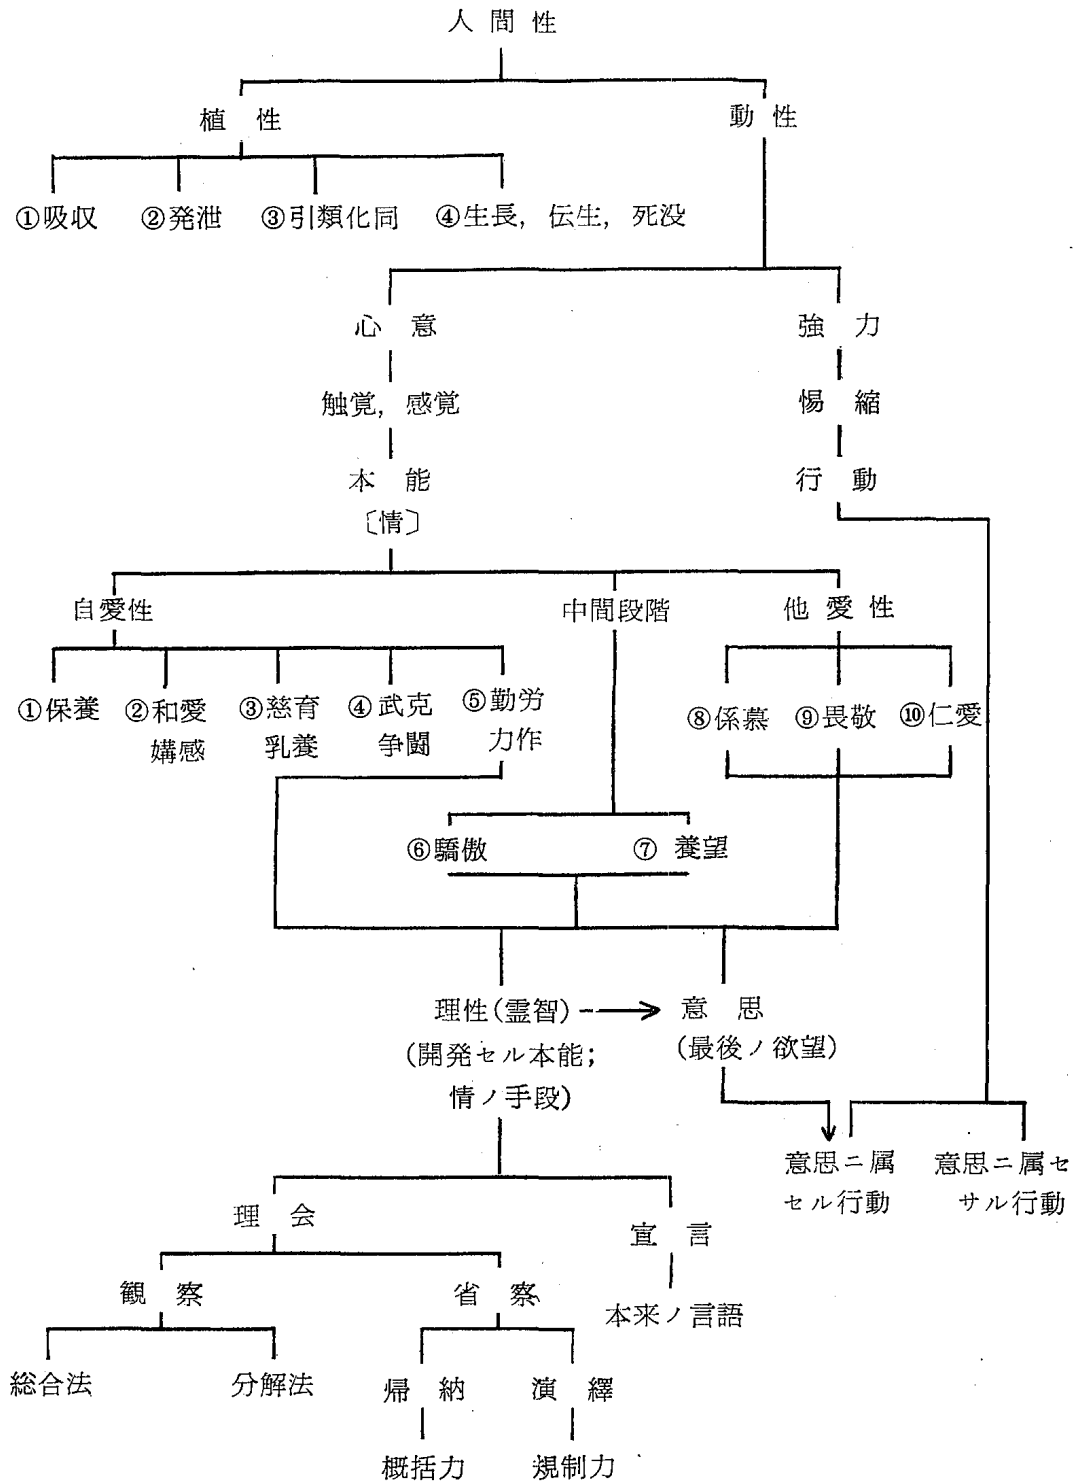 人間性
植性
動性
①吸収 ②発泄 ③引類化同 ④生長, 伝生, 死没
心意
強力
触覚, 感覚
惕縮
本能
行動
〔情〕
自愛性
中間段階
他愛性
①保養 ②和愛 ③慈育 ④武克 ⑤勤労
媾感 乳養 争闘 力作
⑧係慕 ⑨畏敬 ⑩仁愛
⑥驕傲 ⑦養望
理性(霊智)
意思
(開発セル本能;
(最後ノ欲望)
情ノ手段)
意思ニ属
セル行動
意思ニ属セ
サル行動
理会
宣言
観察
省察
本来ノ言語
総合法
分解法
帰納
演繹
概括力
規制力